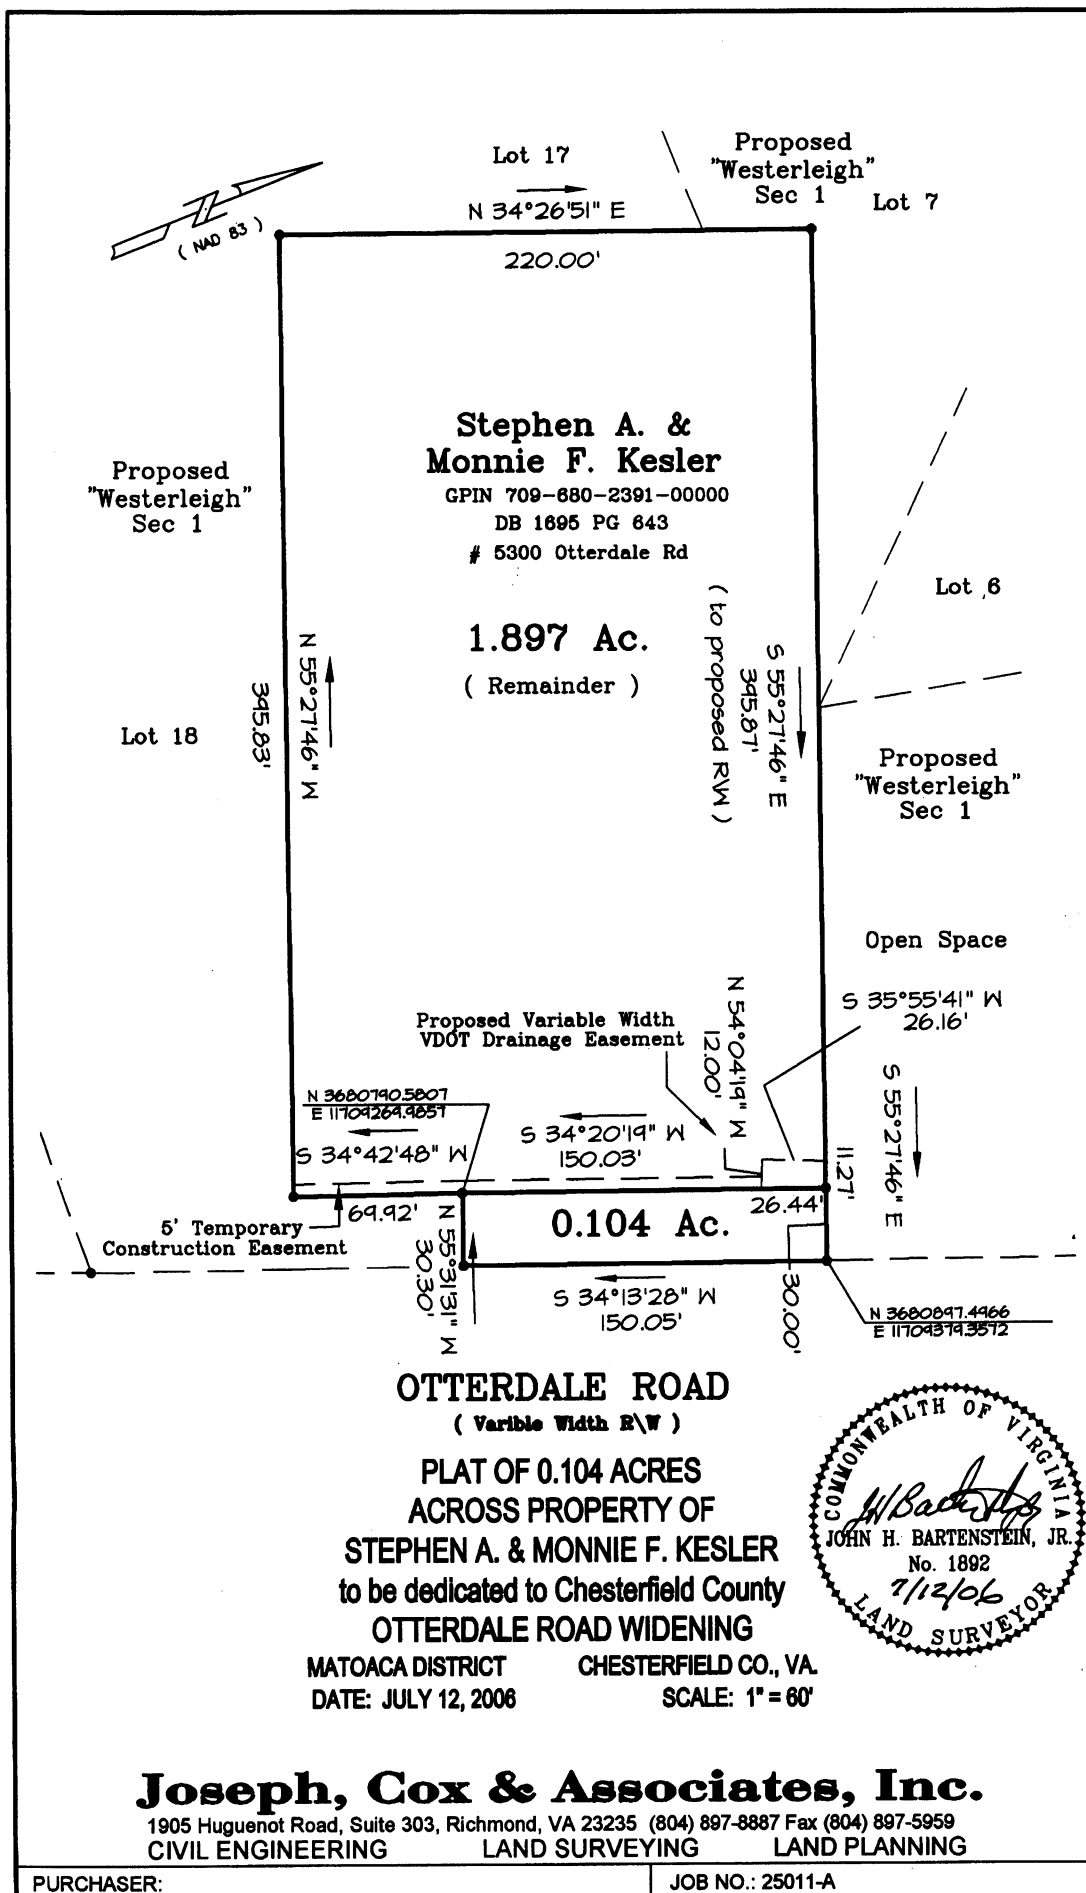 Lot 17
Proposed
"Westerleigh"
Sec 1
Lot 7
N
( NAD 83 )
N 34°26'51" E
220.00'
Stephen A. &
Monnie F. Kesler
GPIN 709-680-2391-00000
DB 1695 PG 643
# 5300 Otterdale Rd
1.897 Ac.
( Remainder )
Proposed
"Westerleigh"
Sec 1
Lot 18
N 55°27'46" W
395.83'
S 55°27'46" E
395.87'
( to proposed RW )
Lot 6
Proposed
"Westerleigh"
Sec 1
Open Space
S 35°55'41" W
26.16'
Proposed Variable Width
VDOT Drainage Easement
N 54°04'19" W
12.00'
N 3680790.5807
E 11709269.9857
S 34°42'48" W
S 34°20'19" W
150.03'
11.27'
S 55°27'46" E
69.92'
26.44'
5' Temporary
Construction Easement
0.104 Ac.
N 55°31'31" W
30.30'
S 34°13'28" W
150.05'
30.00'
N 3680897.4966
E 11709379.3572
OTTERDALE ROAD
( Varible Width R\W )
PLAT OF 0.104 ACRES
ACROSS PROPERTY OF
STEPHEN A. & MONNIE F. KESLER
to be dedicated to Chesterfield County
OTTERDALE ROAD WIDENING
MATOACA DISTRICT CHESTERFIELD CO., VA.
DATE: JULY 12, 2006 SCALE: 1" = 60'
COMMONWEALTH OF VIRGINIA
JOHN H. BARTENSTEIN, JR.
No. 1892
7/12/06
LAND SURVEYOR
Joseph, Cox & Associates, Inc.
1905 Huguenot Road, Suite 303, Richmond, VA 23235 (804) 897-8887 Fax (804) 897-5959
CIVIL ENGINEERING LAND SURVEYING LAND PLANNING
PURCHASER:
JOB NO.: 25011-A